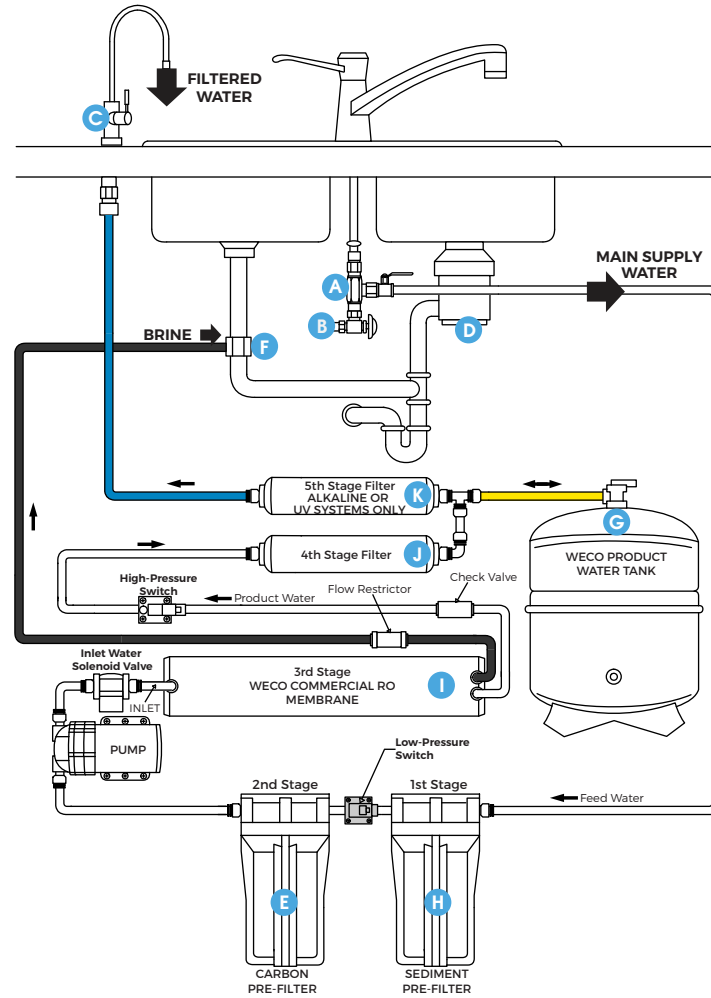 FILTERED
WATER
C
MAIN SUPPLY
WATER
A
B
D
BRINE
F
5th Stage Filter
ALKALINE OR
UV SYSTEMS ONLY
K
G
4th Stage Filter
J
WECO PRODUCT
WATER TANK
High-Pressure
Switch
Product Water
Flow Restrictor
Check Valve
Inlet Water
Solenoid Valve
INLET
3rd Stage
WECO COMMERCIAL RO
MEMBRANE
I
PUMP
Low-Pressure
Switch
2nd Stage
1st Stage
Feed Water
E
H
CARBON
PRE-FILTER
SEDIMENT
PRE-FILTER